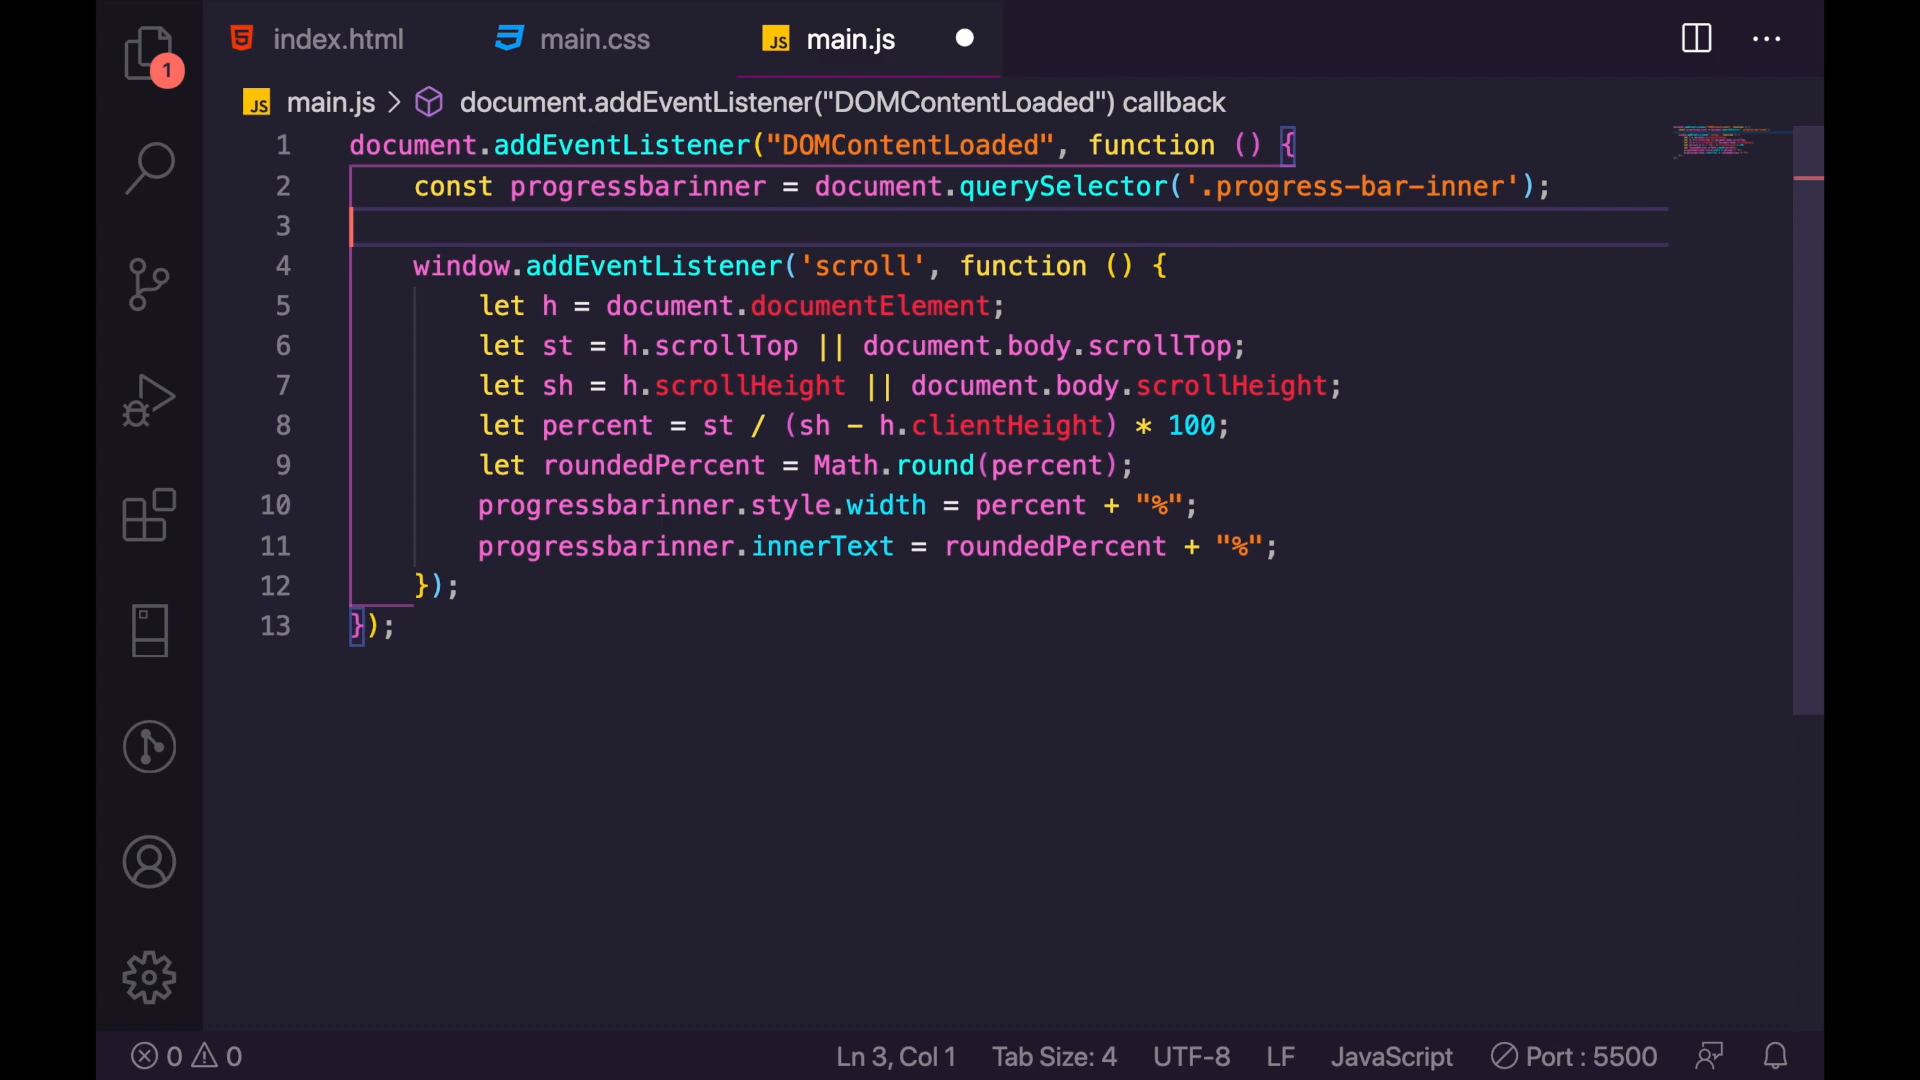 index.html main.css JS main.js
1
JS main.js > document.addEventListener("DOMContentLoaded") callback
1 document.addEventListener("DOMContentLoaded", function () {
2 const progressbarinner = document.querySelector('.progress-bar-inner');
3
4 window.addEventListener('scroll', function () {
5 let h = document.documentElement;
6 let st = h.scrollTop || document.body.scrollTop;
7 let sh = h.scrollHeight || document.body.scrollHeight;
8 let percent = st / (sh - h.clientHeight) * 100;
9 let roundedPercent = Math.round(percent);
10 progressbarinner.style.width = percent + "%";
11 progressbarinner.innerText = roundedPercent + "%";
12 });
13 });
0 0 Ln 3, Col 1 Tab Size: 4 UTF-8 LF JavaScript Port : 5500